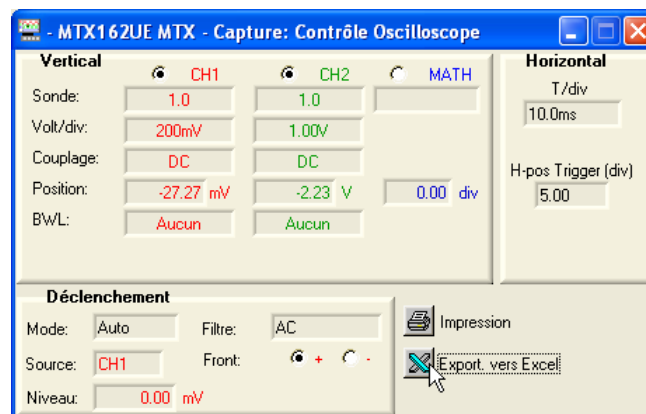 - MTX162UE MTX - Capture: Contrôle Oscilloscope
Vertical
CH1 CH2 MATH
Sonde: 1.0 1.0
Volt/div: 200mV 1.00V
Couplage: DC DC
Position: -27.27 mV -2.23 V 0.00 div
BWL: Aucun Aucun
Horizontal
T/div
10.0ms
H-pos Trigger (div)
5.00
Déclenchement
Mode: Auto Filtre: AC
Source: CH1 Front: + -
Niveau: 0.00 mV
Impression
Export. vers Excel